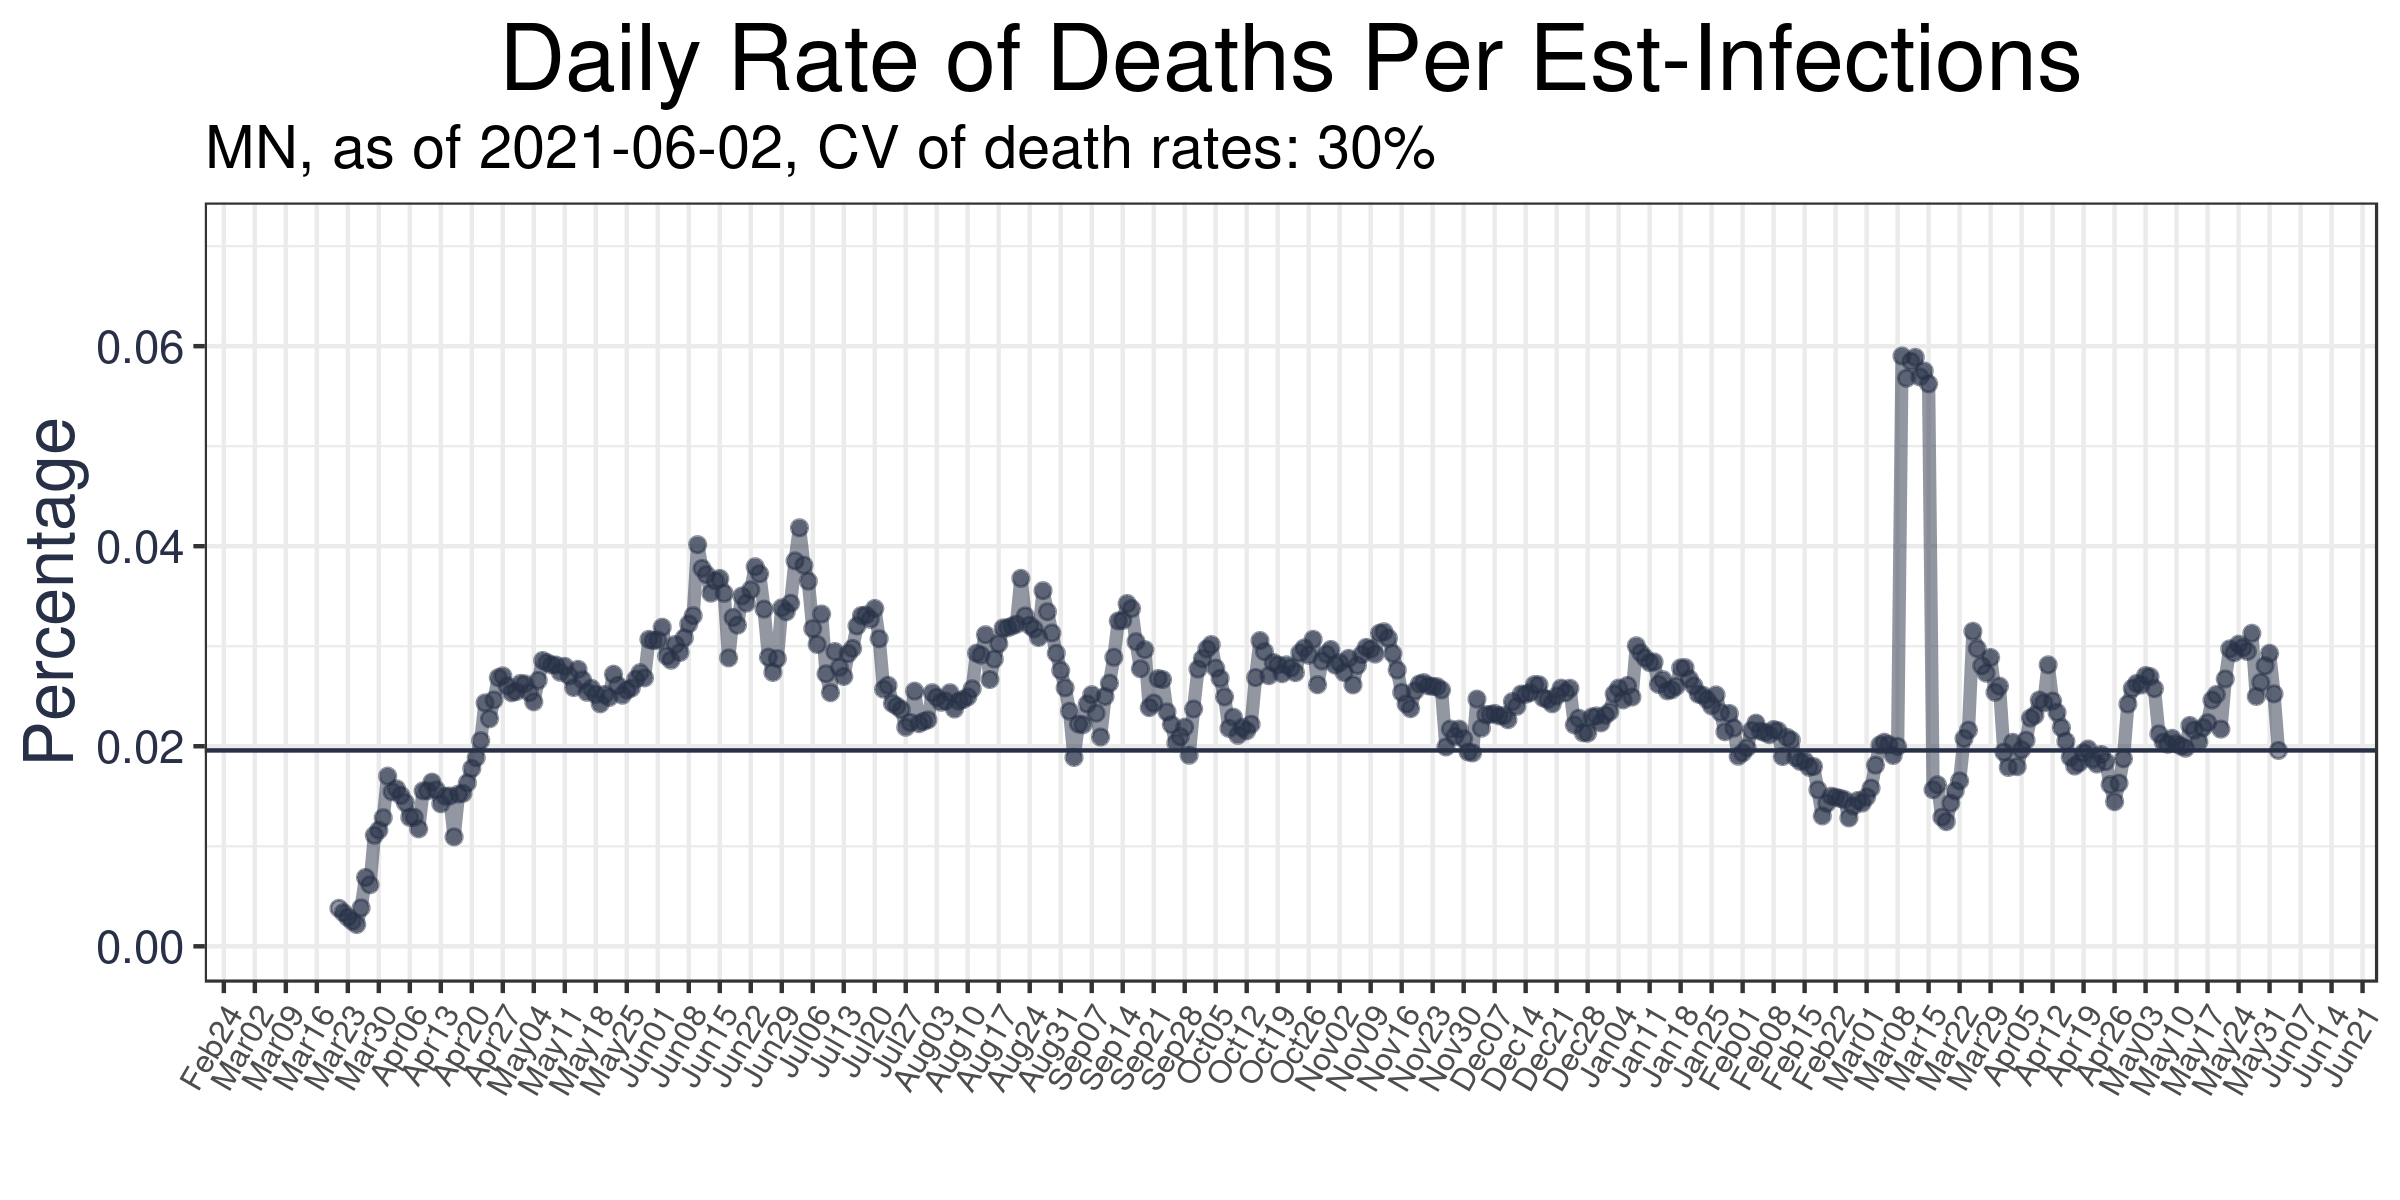 Daily Rate of Deaths Per Est-Infections
MN, as of 2021-06-02, CV of death rates: 30%
Percentage
0.06
0.04
0.02
0.00
Feb24
Mar02
Mar09
Mar16
Mar23
Mar30
Apr06
Apr13
Apr20
Apr27
May04
May11
May18
May25
Jun01
Jun08
Jun15
Jun22
Jun29
Jul06
Jul13
Jul20
Jul27
Aug03
Aug10
Aug17
Aug24
Aug31
Sep07
Sep14
Sep21
Sep28
Oct05
Oct12
Oct19
Oct26
Nov02
Nov09
Nov16
Nov23
Nov30
Dec07
Dec14
Dec21
Dec28
Jan04
Jan11
Jan18
Jan25
Feb01
Feb08
Feb15
Feb22
Mar01
Mar08
Mar15
Mar22
Mar29
Apr05
Apr12
Apr19
Apr26
May03
May10
May17
May24
May31
Jun07
Jun14
Jun21